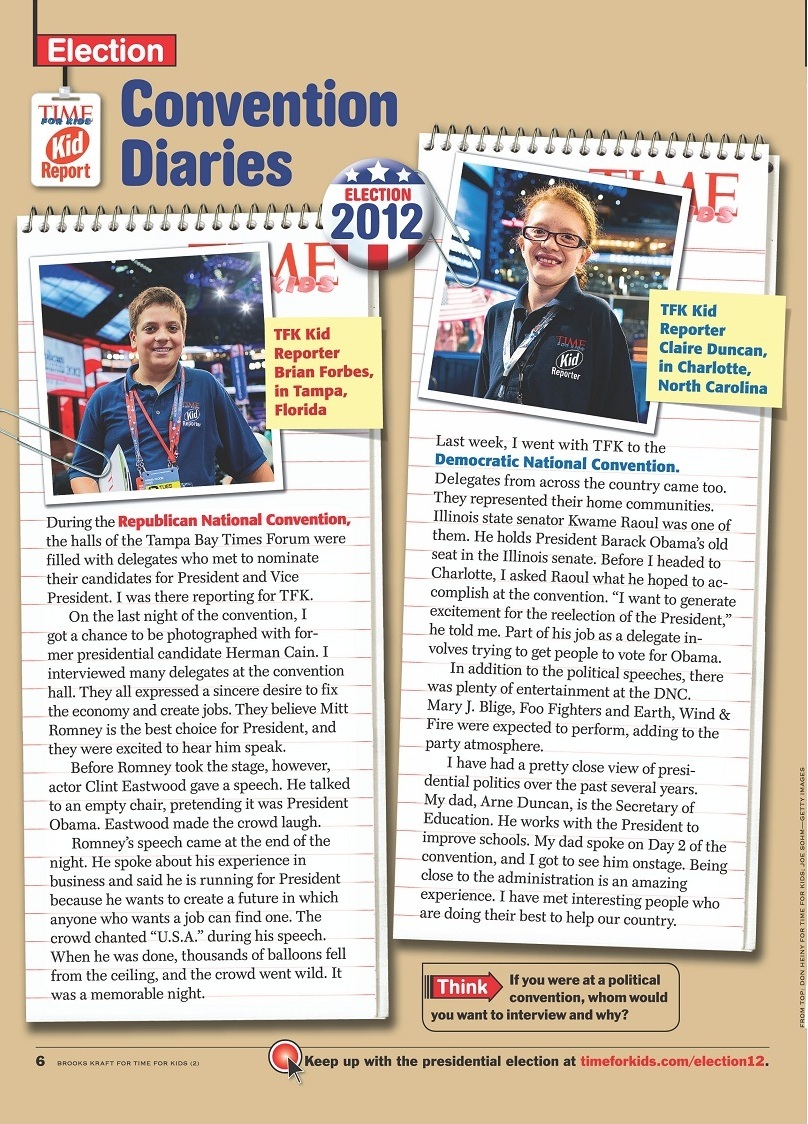 Election
TIME
FOR KIDS
Kid
Report
Convention
Diaries
ELECTION
2012
TIME
KIDS
TFK Kid
Reporter
Brian Forbes,
in Tampa,
Florida
During the Republican National Convention,
the halls of the Tampa Bay Times Forum were
filled with delegates who met to nominate
their candidates for President and Vice
President. I was there reporting for TFK.
On the last night of the convention, I
got a chance to be photographed with for-
mer presidential candidate Herman Cain. I
interviewed many delegates at the convention
hall. They all expressed a sincere desire to fix
the economy and create jobs. They believe Mitt
Romney is the best choice for President, and
they were excited to hear him speak.
Before Romney took the stage, however,
actor Clint Eastwood gave a speech. He talked
to an empty chair, pretending it was President
Obama. Eastwood made the crowd laugh.
Romney's speech came at the end of the
night. He spoke about his experience in
business and said he is running for President
because he wants to create a future in which
anyone who wants a job can find one. The
crowd chanted "U.S.A." during his speech.
When he was done, thousands of balloons fell
from the ceiling, and the crowd went wild. It
was a memorable night.
TIME
KIDS
TIME
FOR KIDS
Kid
Reporter
TFK Kid
Reporter
Claire Duncan,
in Charlotte,
North Carolina
Last week, I went with TFK to the
Democratic National Convention.
Delegates from across the country came too.
They represented their home communities.
Illinois state senator Kwame Raoul was one of
them. He holds President Barack Obama's old
seat in the Illinois senate. Before I headed to
Charlotte, I asked Raoul what he hoped to ac-
complish at the convention. "I want to generate
excitement for the reelection of the President,"
he told me. Part of his job as a delegate in-
volves trying to get people to vote for Obama.
In addition to the political speeches, there
was plenty of entertainment at the DNC.
Mary J. Blige, Foo Fighters and Earth, Wind &
Fire were expected to perform, adding to the
party atmosphere.
I have had a pretty close view of presi-
dential politics over the past several years.
My dad, Arne Duncan, is the Secretary of
Education. He works with the President to
improve schools. My dad spoke on Day 2 of the
convention, and I got to see him onstage. Being
close to the administration is an amazing
experience. I have met interesting people who
are doing their best to help our country.
Think
If you were at a political
convention, whom would
you want to interview and why?
FROM TOP: DON HEINY FOR TIME FOR KIDS; JOE SOHM—GETTY IMAGES
6 BROOKS KRAFT FOR TIME FOR KIDS (2)
Keep up with the presidential election at timeforkids.com/election12.